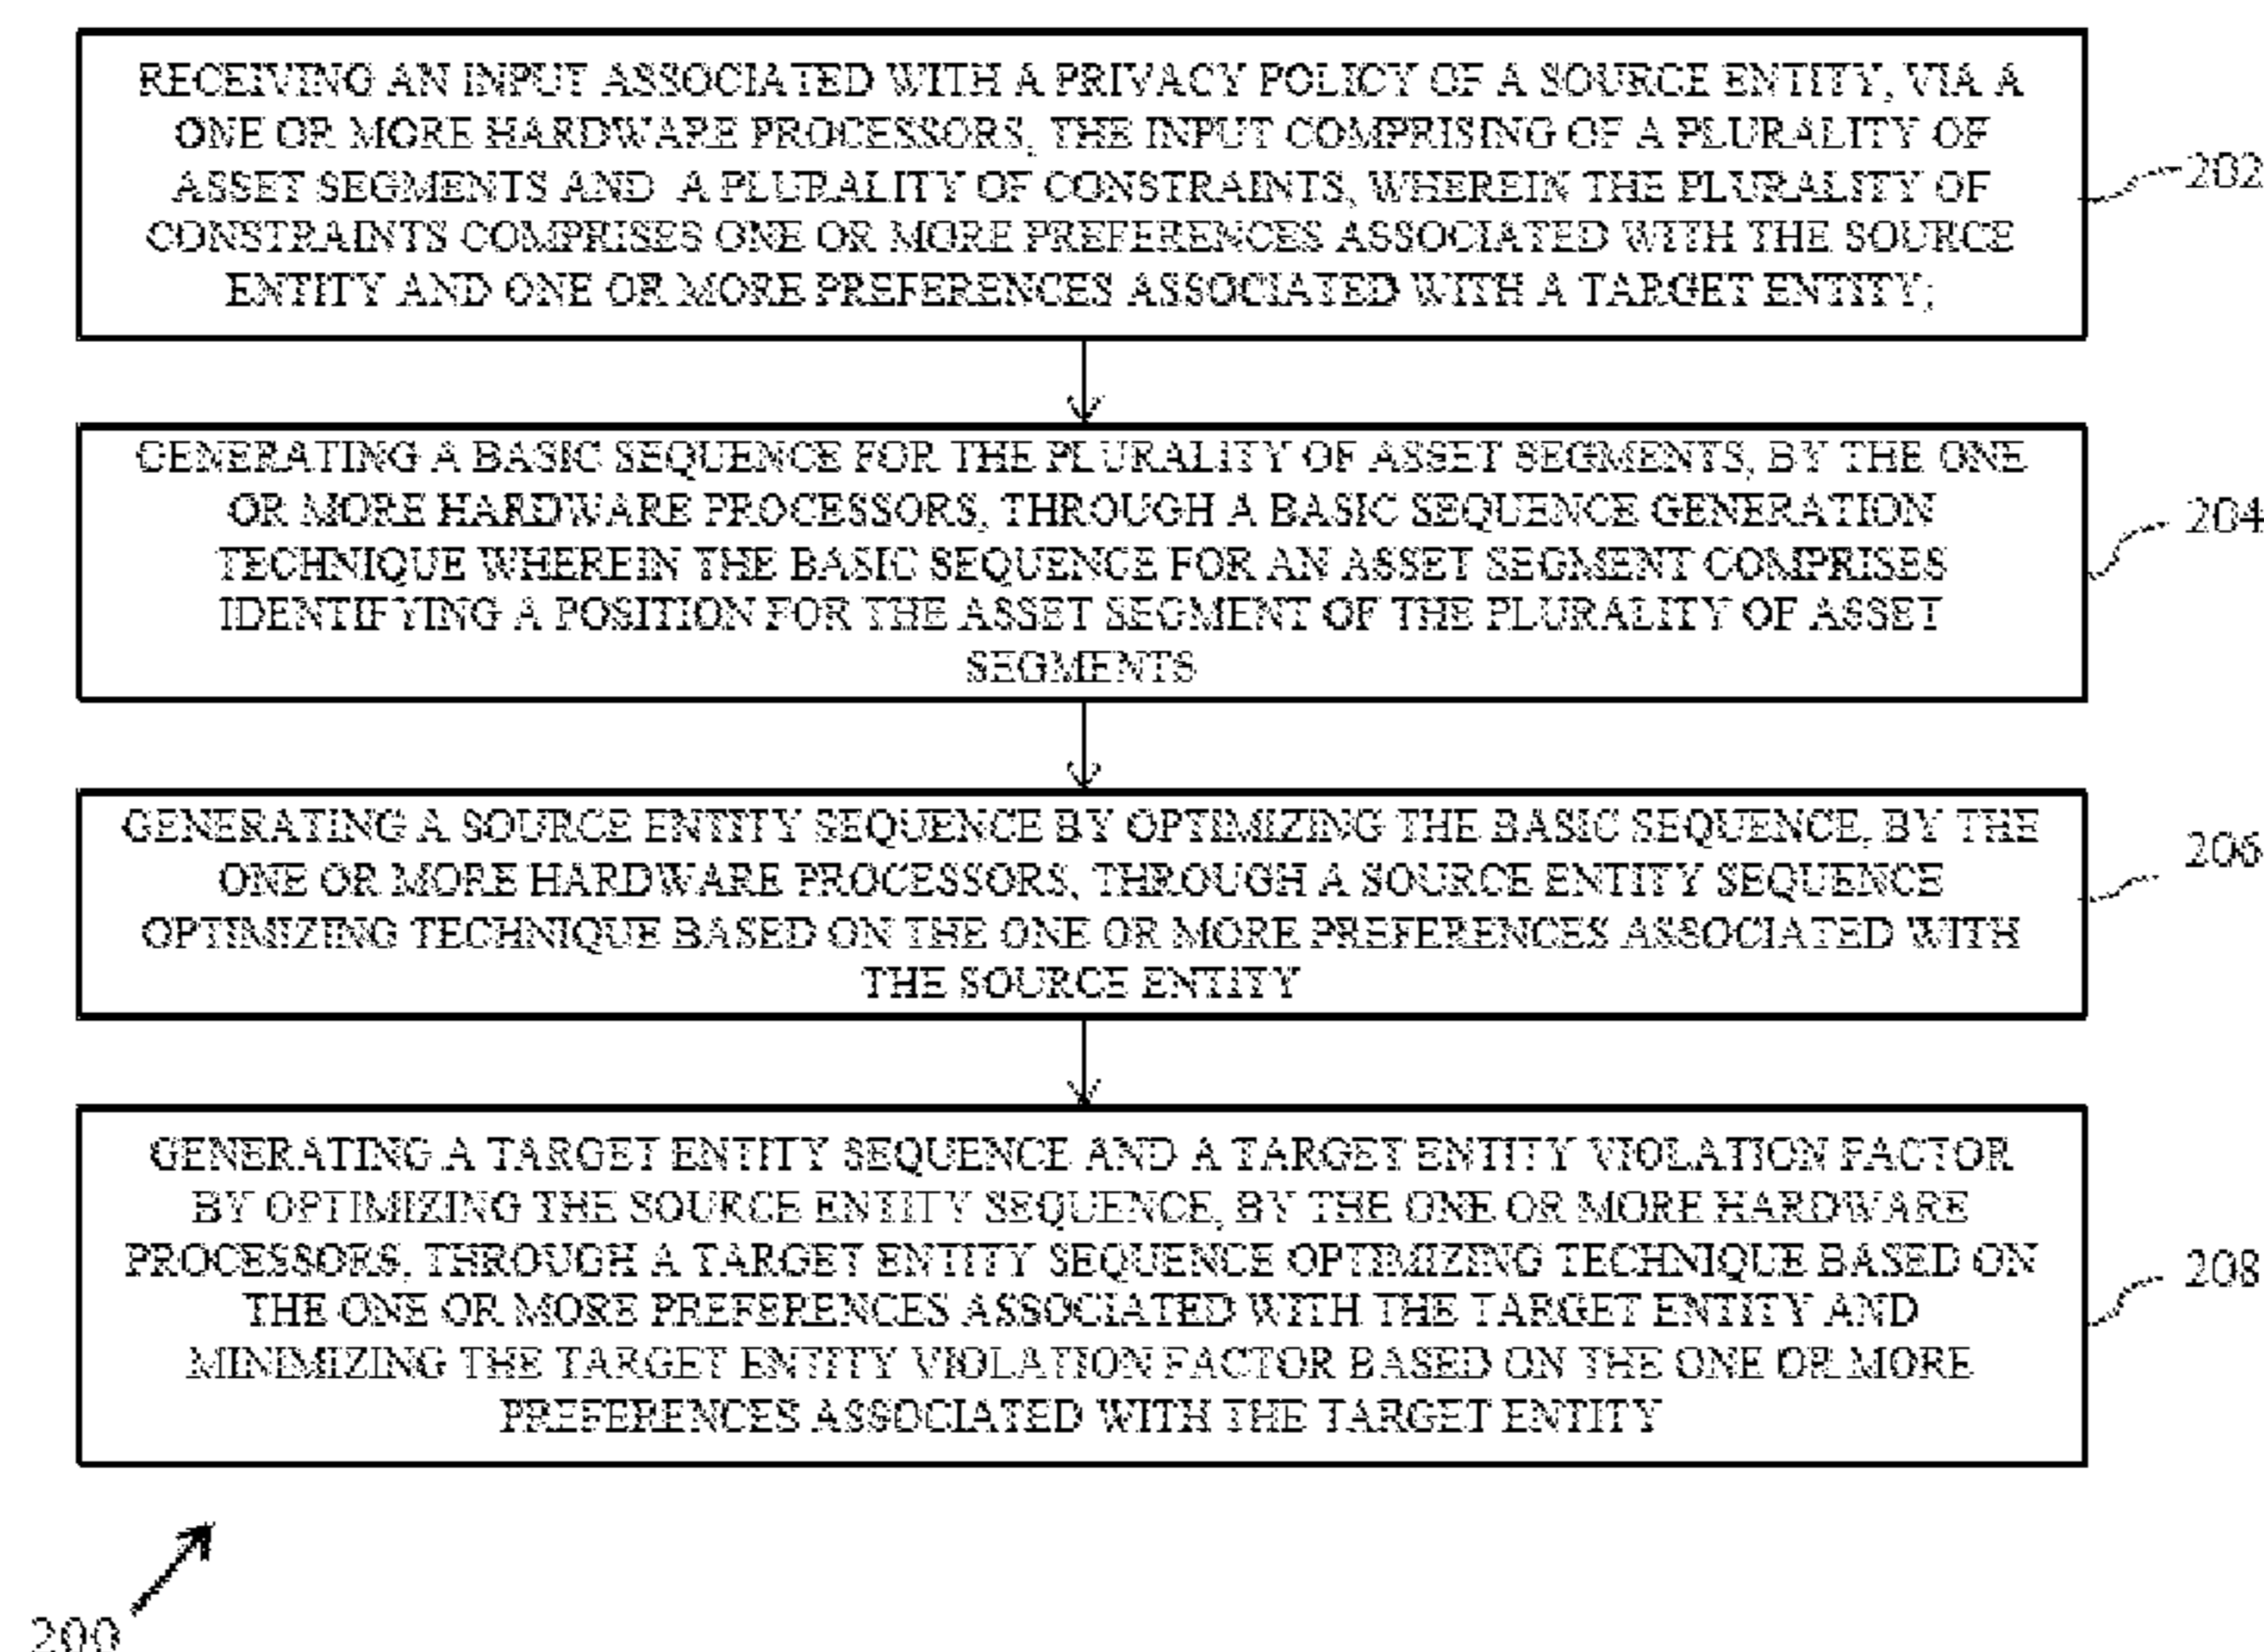 RECEIVING AN INPUT ASSOCIATED WITH A PRIVACY POLICY OF A SOURCE ENTITY, VIA A
ONE OR MORE HARDWARE PROCESSORS, THE INPUT COMPRISING OF A PLURALITY OF
ASSET SEGMENTS AND A PLURALITY OF CONSTRAINTS, WHEREIN THE PLURALITY OF
CONSTRAINTS COMPRISES ONE OR MORE PREFERENCES ASSOCIATED WITH THE SOURCE
ENTITY AND ONE OR MORE PREFERENCES ASSOCIATED WITH A TARGET ENTITY;
202
GENERATING A BASIC SEQUENCE FOR THE PLURALITY OF ASSET SEGMENTS, BY THE ONE
OR MORE HARDWARE PROCESSORS, THROUGH A BASIC SEQUENCE GENERATION
TECHNIQUE WHEREIN THE BASIC SEQUENCE FOR AN ASSET SEGMENT COMPRISES
IDENTIFYING A POSITION FOR THE ASSET SEGMENT OF THE PLURALITY OF ASSET
SEGMENTS
204
GENERATING A SOURCE ENTITY SEQUENCE BY OPTIMIZING THE BASIC SEQUENCE, BY THE
ONE OR MORE HARDWARE PROCESSORS, THROUGH A SOURCE ENTITY SEQUENCE
OPTIMIZING TECHNIQUE BASED ON THE ONE OR MORE PREFERENCES ASSOCIATED WITH
THE SOURCE ENTITY
206
GENERATING A TARGET ENTITY SEQUENCE AND A TARGET ENTITY VIOLATION FACTOR
BY OPTIMIZING THE SOURCE ENTITY SEQUENCE, BY THE ONE OR MORE HARDWARE
PROCESSORS, THROUGH A TARGET ENTITY SEQUENCE OPTIMIZING TECHNIQUE BASED ON
THE ONE OR MORE PREFERENCES ASSOCIATED WITH THE TARGET ENTITY AND
MINIMIZING THE TARGET ENTITY VIOLATION FACTOR BASED ON THE ONE OR MORE
PREFERENCES ASSOCIATED WITH THE TARGET ENTITY
208
200